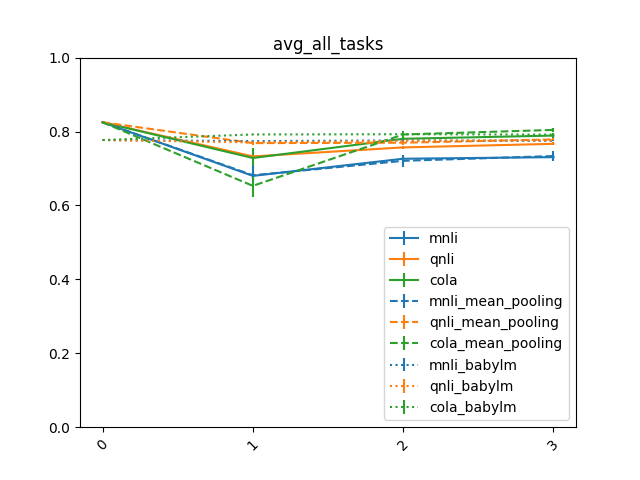 avg_all_tasks
1.0
0.8
0.6
0.4
0.2
0.0
0
1
2
3
mnli
qnli
cola
mnli_mean_pooling
qnli_mean_pooling
cola_mean_pooling
mnli_babylm
qnli_babylm
cola_babylm